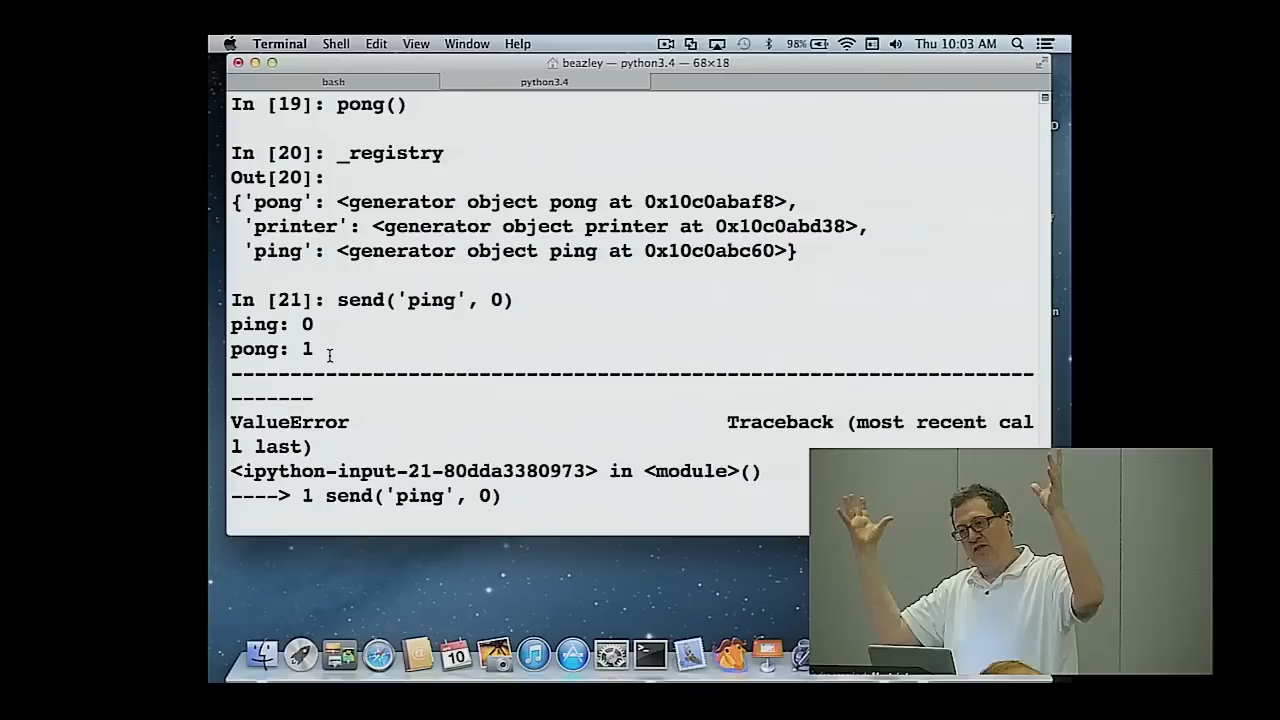 Terminal Shell Edit View Window Help 98% Thu 10:03 AM
beazley — python3.4 — 68×18
bash python3.4
In [19]: pong()
In [20]: _registry
Out[20]:
{'pong': <generator object pong at 0x10c0abaf8>,
'printer': <generator object printer at 0x10c0abd38>,
'ping': <generator object ping at 0x10c0abc60>}
In [21]: send('ping', 0)
ping: 0
pong: 1
---------------------------------------------------------------------
-------
ValueError Traceback (most recent cal
l last)
<ipython-input-21-80dda3380973> in <module>()
----> 1 send('ping', 0)
10